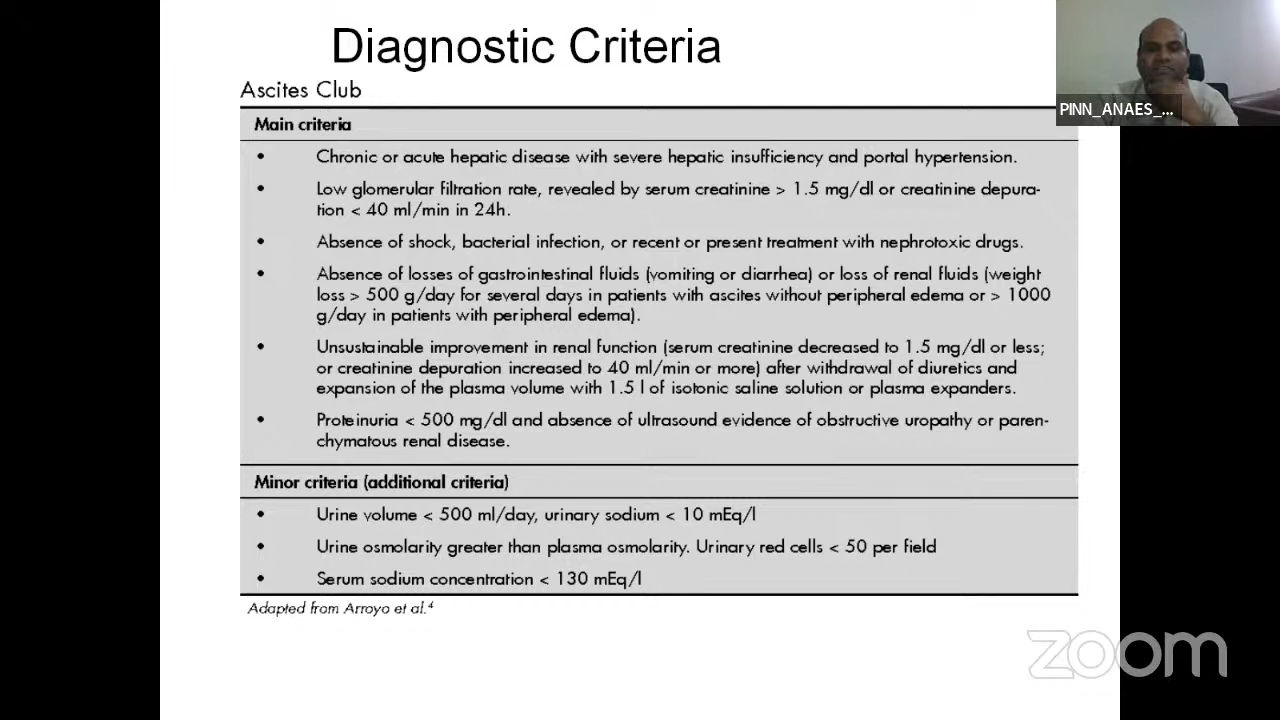 Diagnostic Criteria
Ascites Club
PINN_ANAES_...
Main criteria
• Chronic or acute hepatic disease with severe hepatic insufficiency and portal hypertension.
• Low glomerular filtration rate, revealed by serum creatinine > 1.5 mg/dl or creatinine depura-
tion < 40 ml/min in 24h.
• Absence of shock, bacterial infection, or recent or present treatment with nephrotoxic drugs.
• Absence of losses of gastrointestinal fluids (vomiting or diarrhea) or loss of renal fluids (weight
loss > 500 g/day for several days in patients with ascites without peripheral edema or > 1000
g/day in patients with peripheral edema).
• Unsustainable improvement in renal function (serum creatinine decreased to 1.5 mg/dl or less;
or creatinine depuration increased to 40 ml/min or more) after withdrawal of diuretics and
expansion of the plasma volume with 1.5 l of isotonic saline solution or plasma expanders.
• Proteinuria < 500 mg/dl and absence of ultrasound evidence of obstructive uropathy or paren-
chymatous renal disease.
Minor criteria (additional criteria)
• Urine volume < 500 ml/day, urinary sodium < 10 mEq/l
• Urine osmolarity greater than plasma osmolarity. Urinary red cells < 50 per field
• Serum sodium concentration < 130 mEq/l
Adapted from Arroyo et al.⁴
zoom